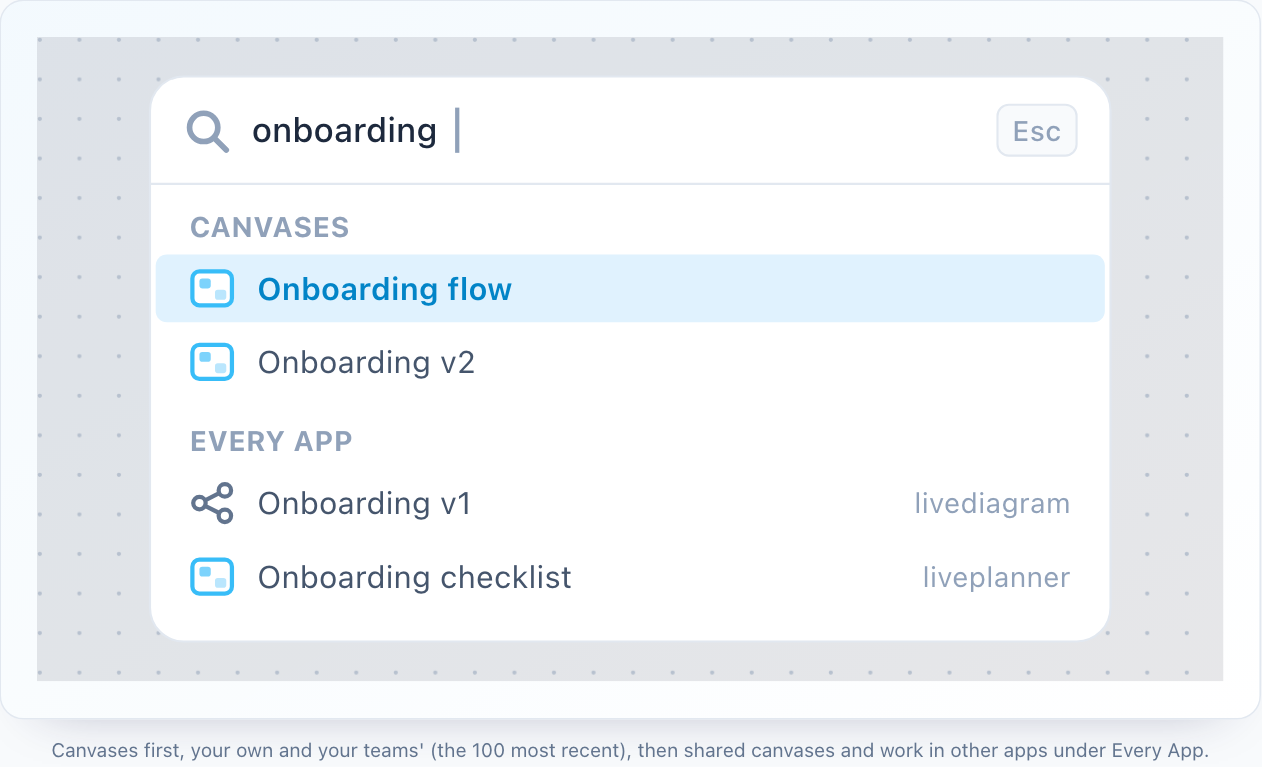 onboarding
Esc
CANVASES
Onboarding flow
Onboarding v2
EVERY APP
Onboarding v1 livediagram
Onboarding checklist liveplanner
Canvases first, your own and your teams' (the 100 most recent), then shared canvases and work in other apps under Every App.